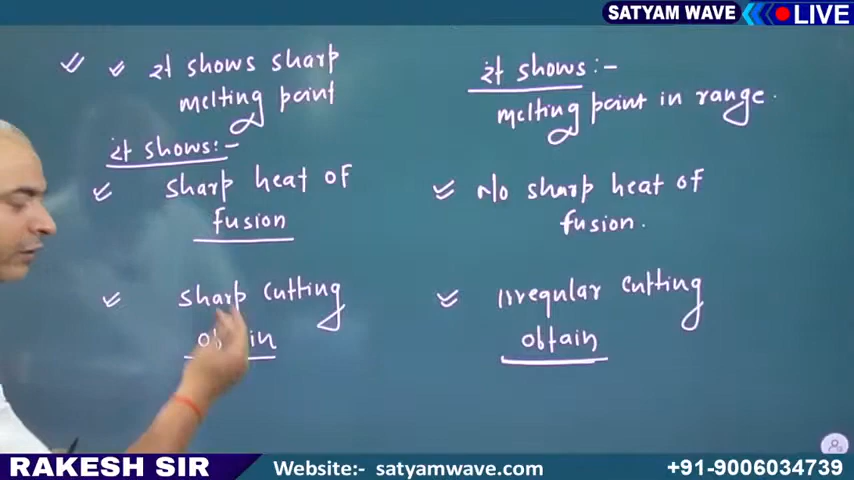 SATYAM WAVE LIVE
It shows sharp
melting point
It shows:-
sharp heat of
fusion
sharp cutting
It shows:-
melting point in range.
No sharp heat of
fusion.
Irregular cutting
obtain
RAKESH SIR Website:- satyamwave.com +91-9006034739